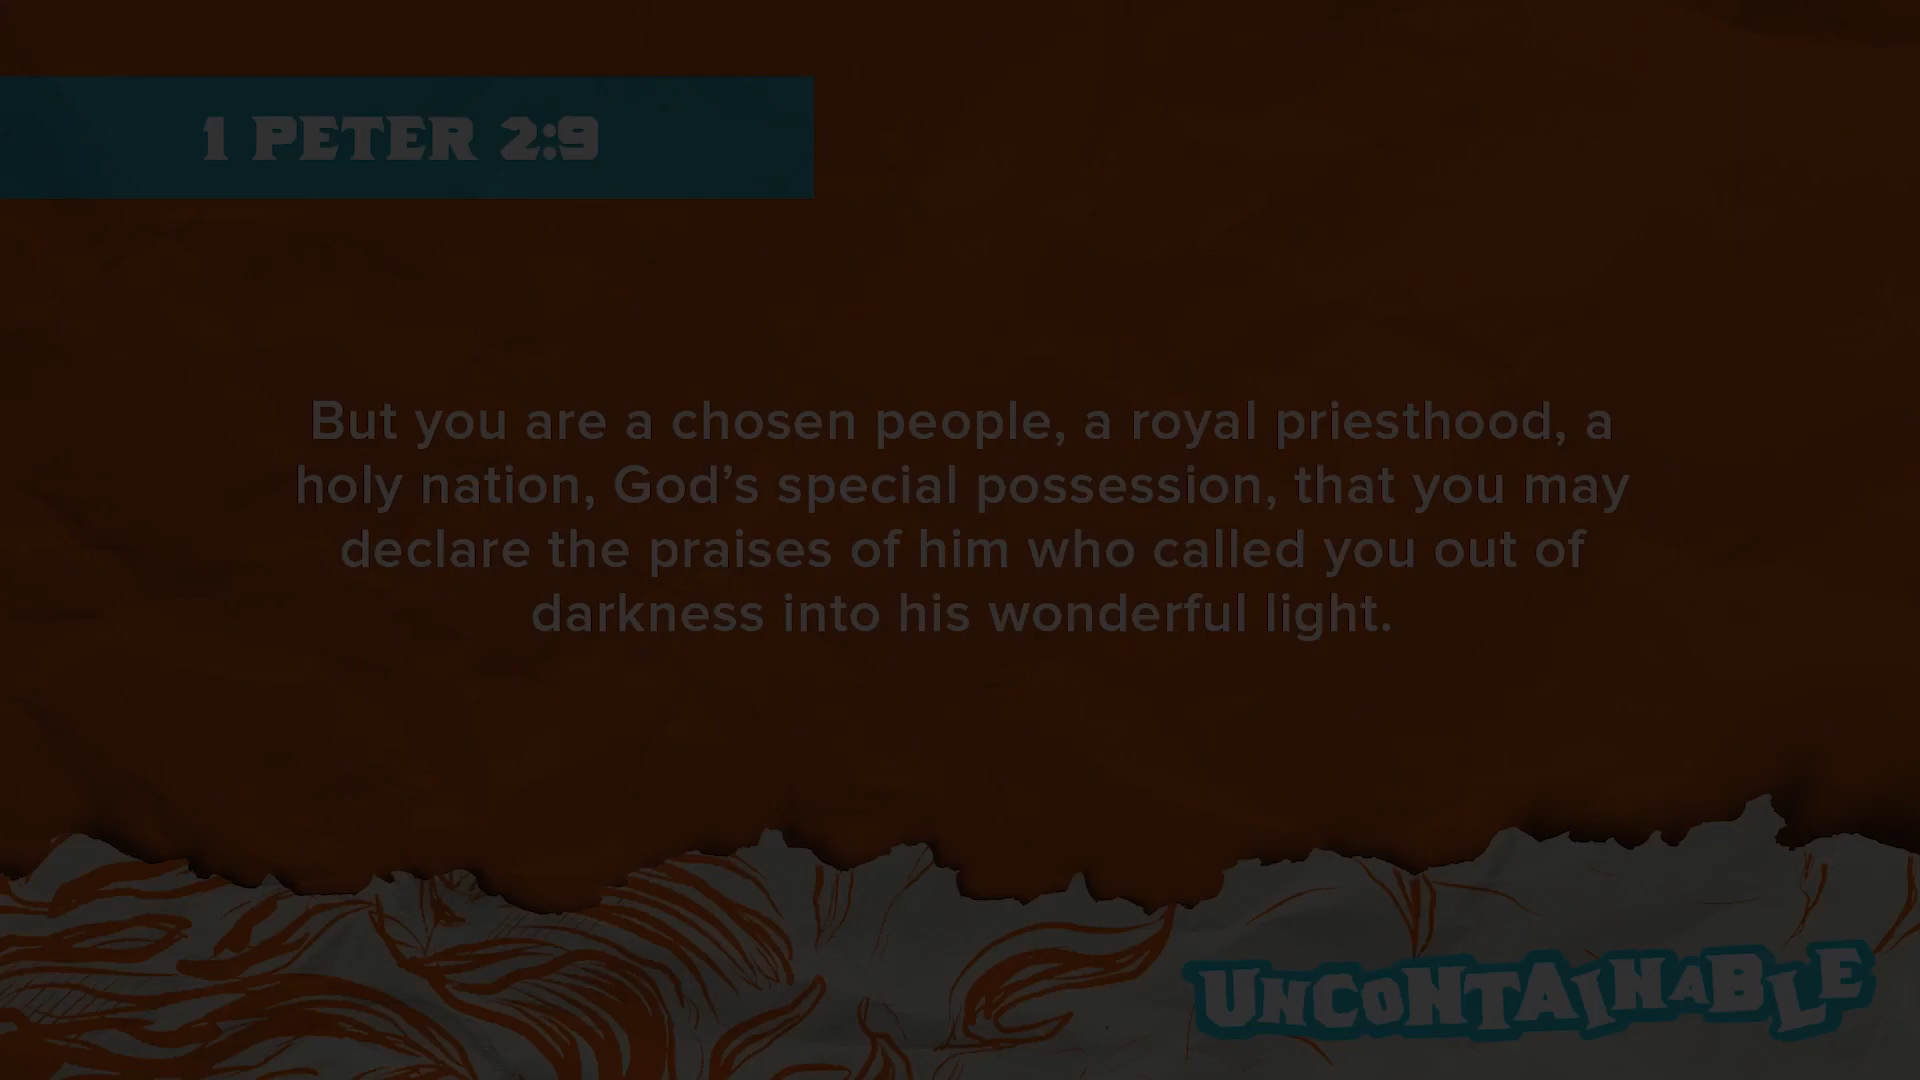 1 PETER 2:9
But you are a chosen people, a royal priesthood, a
holy nation, God’s special possession, that you may
declare the praises of him who called you out of
darkness into his wonderful light.
UNCONTAINABLE